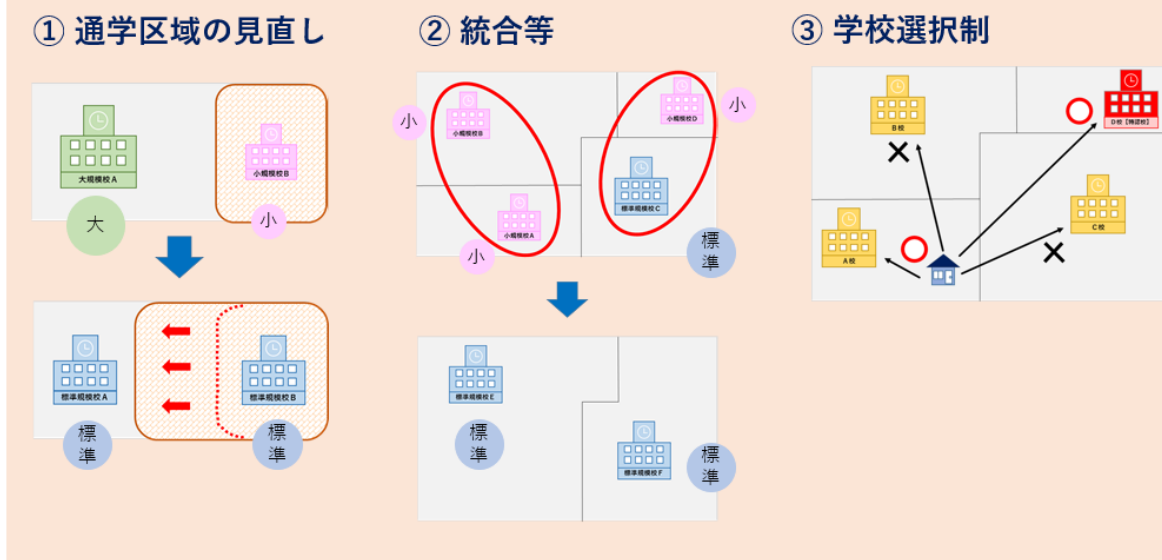 ① 通学区域の見直し
大規模校A
大
小規模校B
小
標準規模校A
標準
標準規模校B
標準
② 統合等
小
小規模校B
小規模校D
小
小規模校A
小
標準規模校C
標準
標準規模校E
標準
標準規模校F
標準
③ 学校選択制
B校
D校【特認校】
A校
C校